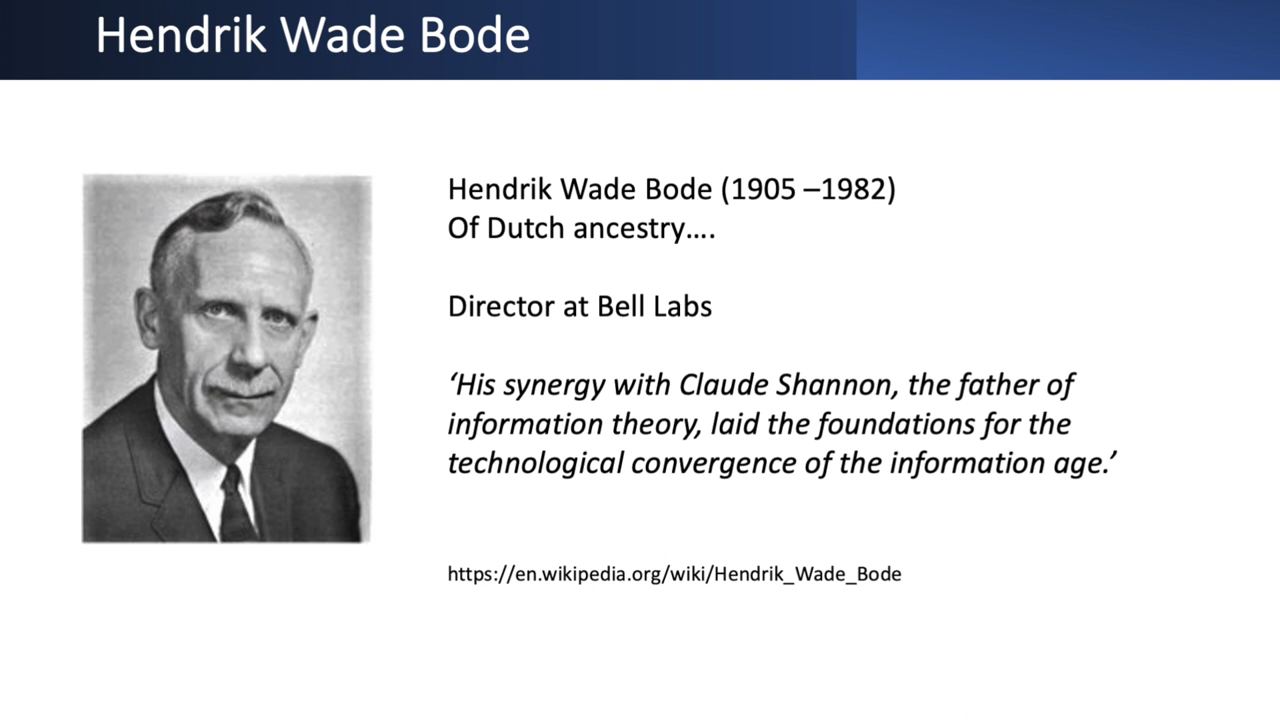 Hendrik Wade Bode
Hendrik Wade Bode (1905 –1982)
Of Dutch ancestry….
Director at Bell Labs
‘His synergy with Claude Shannon, the father of
information theory, laid the foundations for the
technological convergence of the information age.’
https://en.wikipedia.org/wiki/Hendrik_Wade_Bode